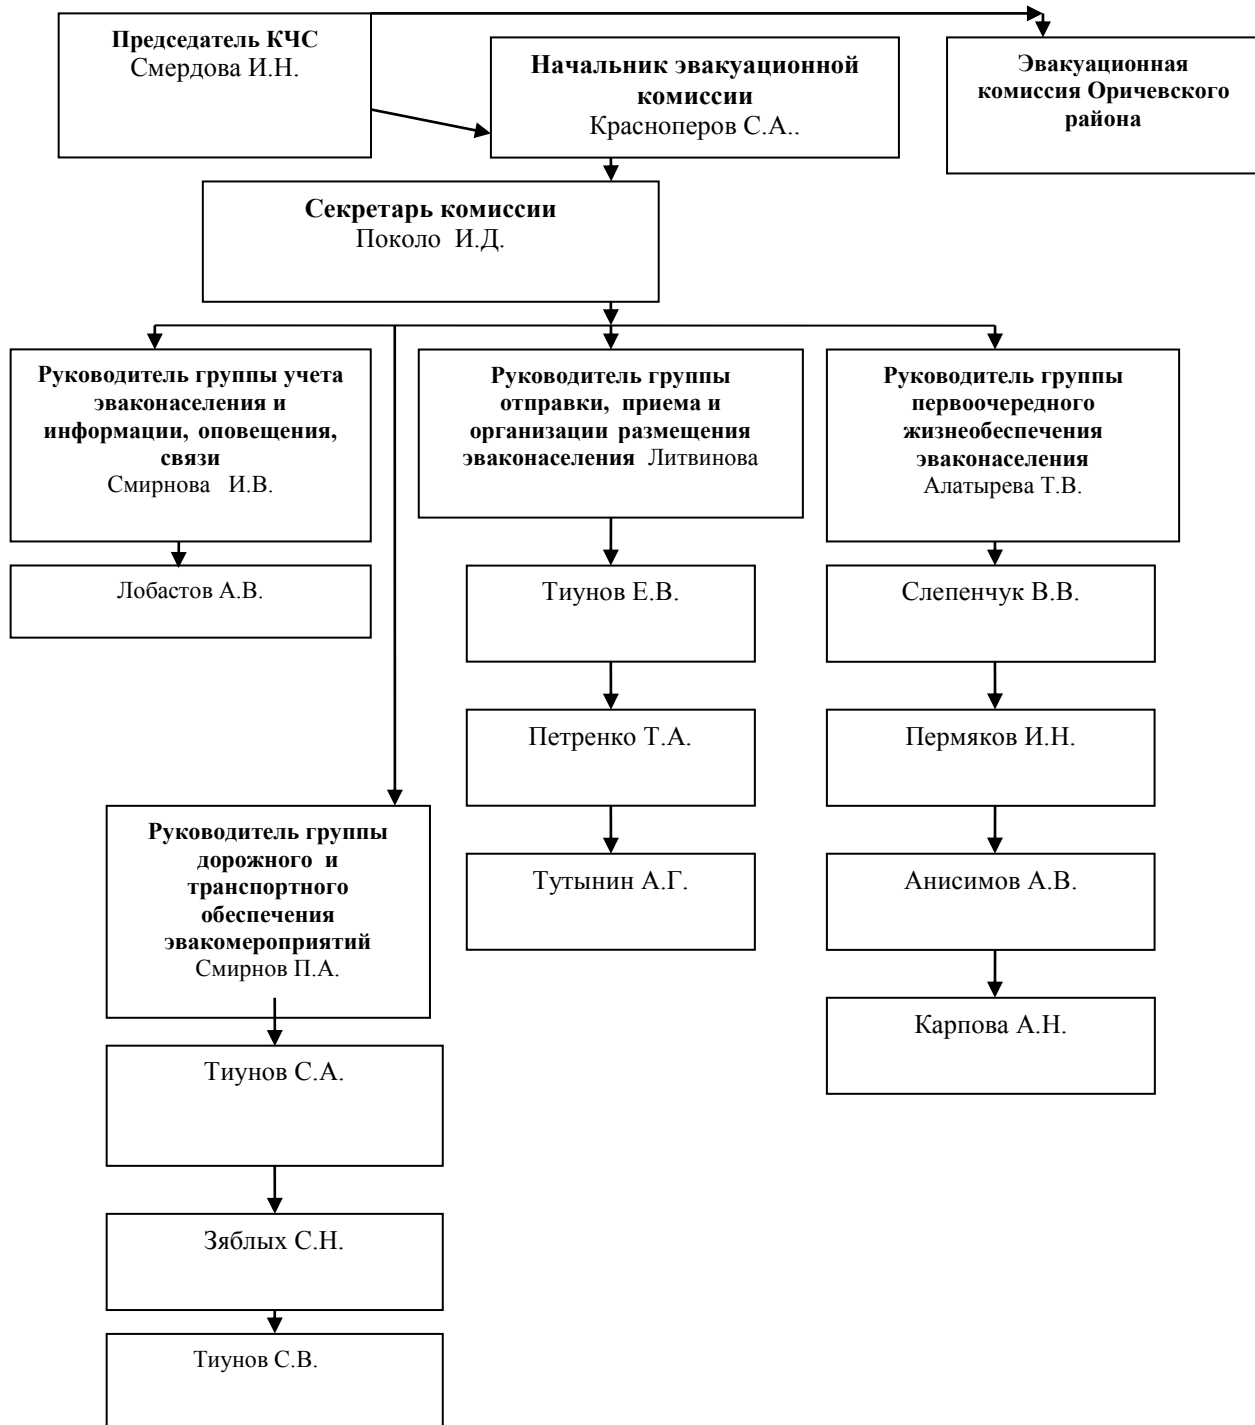 Председатель КЧС
Смердова И.Н.
Начальник эвакуационной
комиссии
Красноперов С.А..
Эвакуационная
комиссия Оричевского
района
Секретарь комиссии
Поколо И.Д.
Руководитель группы учета
эваконаселения и
информации, оповещения,
связи
Смирнова И.В.
Руководитель группы
отправки, приема и
организации размещения
эваконаселения Литвинова
Руководитель группы
первоочередного
жизнеобеспечения
эваконаселения
Алатырева Т.В.
Лобастов А.В.
Тиунов Е.В.
Слепенчук В.В.
Петренко Т.А.
Пермяков И.Н.
Руководитель группы
дорожного и
транспортного
обеспечения
эвакомероприятий
Смирнов П.А.
Тутынин А.Г.
Анисимов А.В.
Карпова А.Н.
Тиунов С.А.
Зяблых С.Н.
Тиунов С.В.